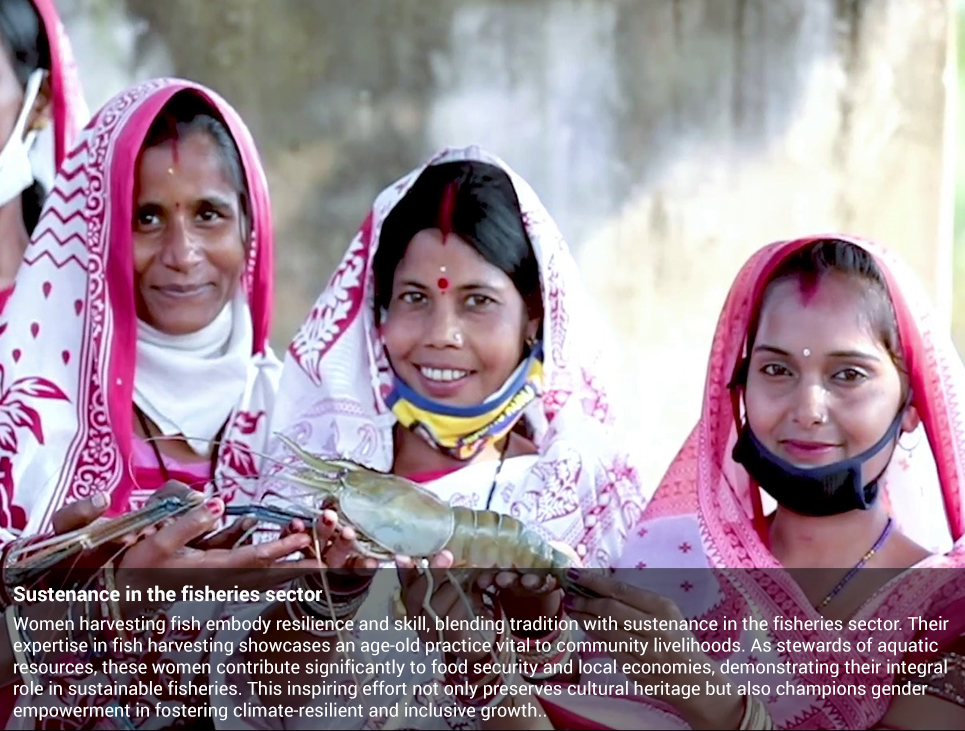 Sustenance in the fisheries sector
Women harvesting fish embody resilience and skill, blending tradition with sustenance in the fisheries sector. Their
expertise in fish harvesting showcases an age-old practice vital to community livelihoods. As stewards of aquatic
resources, these women contribute significantly to food security and local economies, demonstrating their integral
role in sustainable fisheries. This inspiring effort not only preserves cultural heritage but also champions gender
empowerment in fostering climate-resilient and inclusive growth..